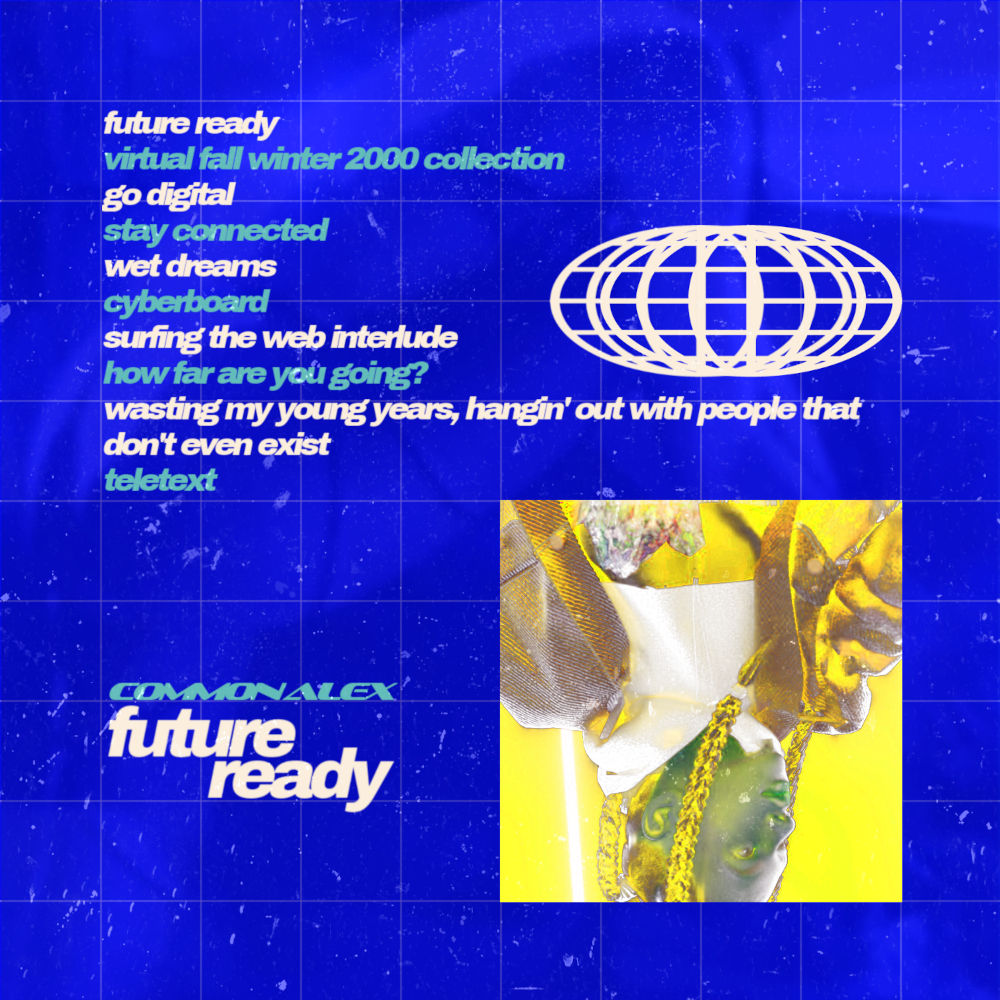 future ready
virtual fall winter 2000 collection
go digital
stay connected
wet dreams
cyberboard
surfing the web interlude
how far are you going?
wasting my young years, hangin' out with people that
don't even exist
teletext
COMMON ALEX
future
ready